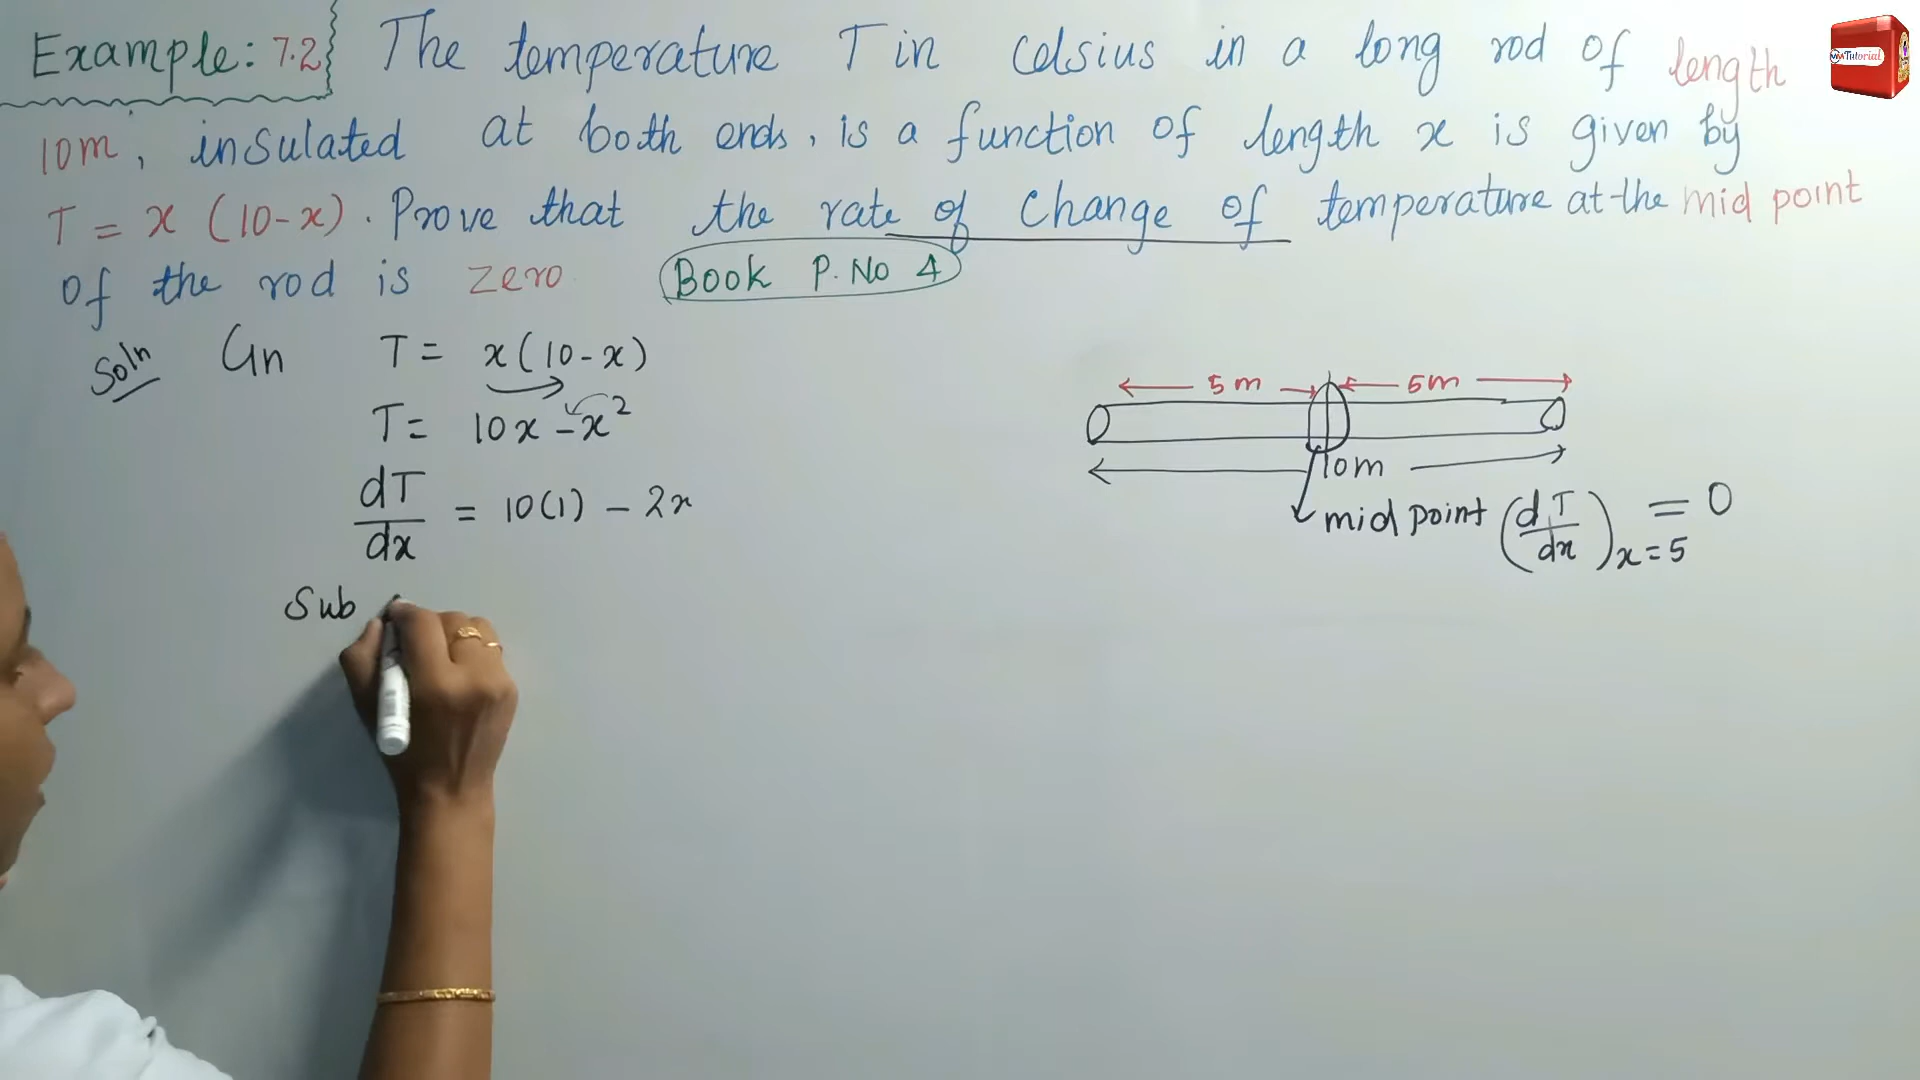 Example: 7.2 The temperature T in Celsius in a long rod of length
10m, insulated at both ends, is a function of length x is given by
T = x (10-x). Prove that the rate of change of temperature at the mid point
of the rod is zero. Book P. No 4
Soln Gn T = x(10-x)
T = 10x - x²
dT/dx = 10(1) - 2x
Sub
5m 5m
10m
mid point (dT/dx)x=5 = 0
Tutorial